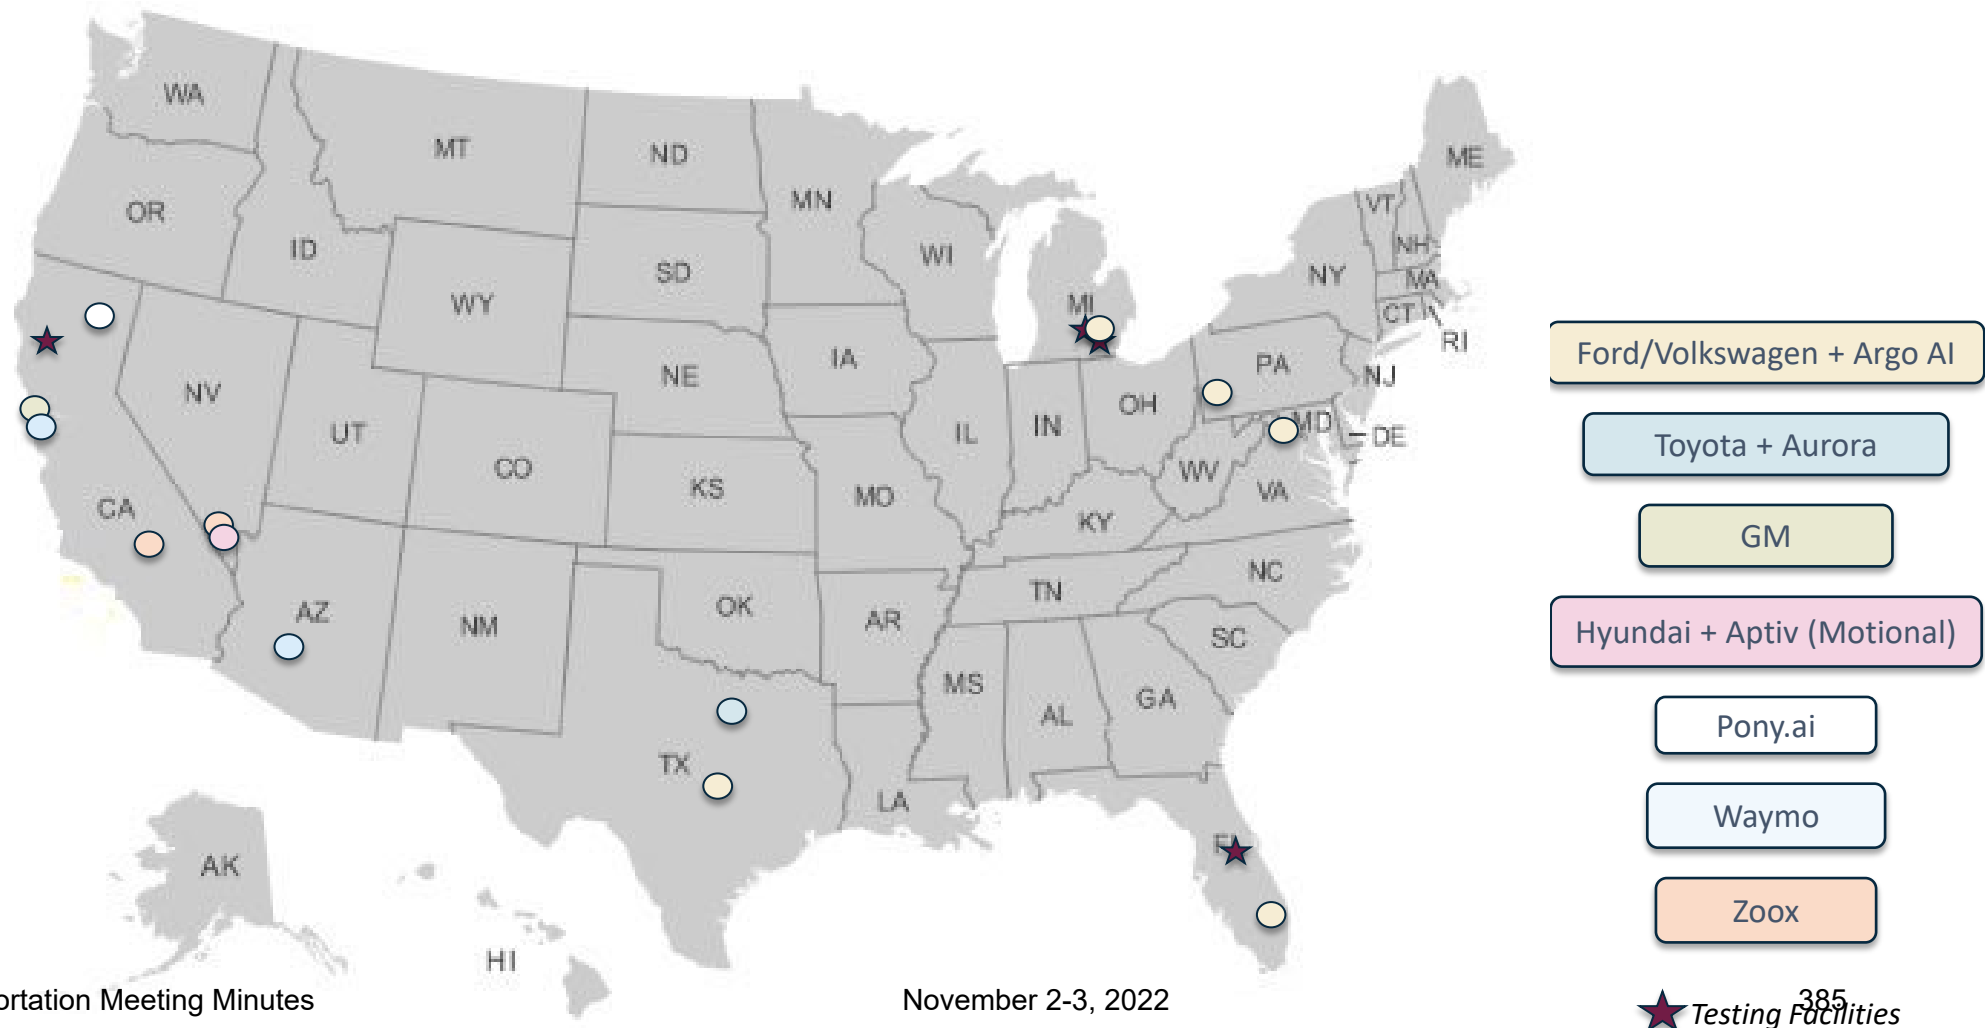 WA
MT
ND
MN
ME
OR
ID
SD
WI
VT
NH
NY
MA
WY
MI
CT
RI
NV
NE
IA
PA
NJ
UT
CO
KS
MO
IL
IN
OH
MD
DE
WV
VA
CA
KY
AZ
NM
OK
AR
TN
NC
SC
MS
AL
GA
TX
LA
AK
HI
Ford/Volkswagen + Argo AI
Toyota + Aurora
GM
Hyundai + Aptiv (Motional)
Pony.ai
Waymo
Zoox
Testing Facilities
ortation Meeting Minutes
November 2-3, 2022
385